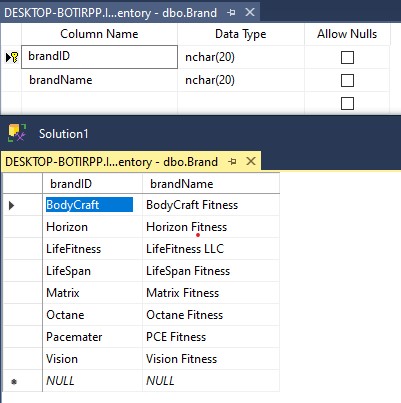 DESKTOP-BOTIRPP.I...entory - dbo.Brand
Column Name Data Type Allow Nulls
brandID nchar(20)
brandName nchar(20)
Solution1
DESKTOP-BOTIRPP.I...entory - dbo.Brand
brandID brandName
BodyCraft BodyCraft Fitness
Horizon Horizon Fitness
LifeFitness LifeFitness LLC
LifeSpan LifeSpan Fitness
Matrix Matrix Fitness
Octane Octane Fitness
Pacemater PCE Fitness
Vision Vision Fitness
NULL NULL